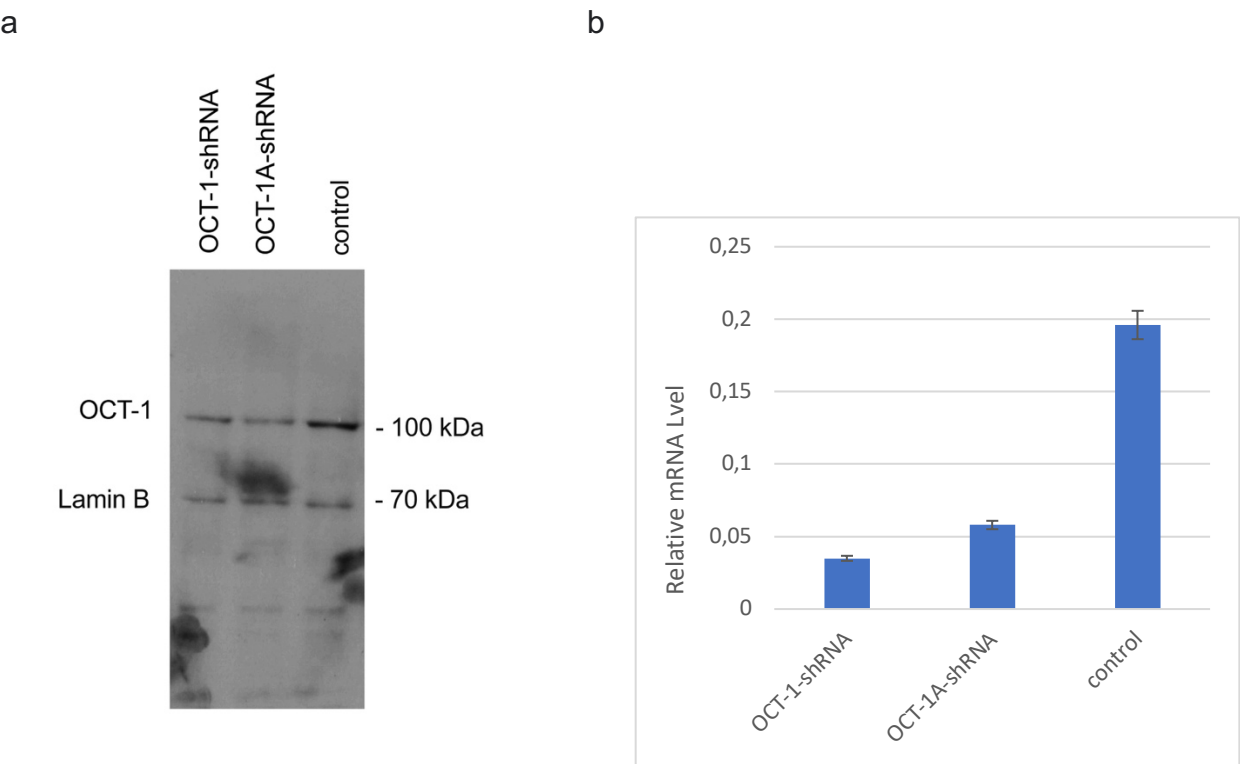 a
b
OCT-1-shRNA
OCT-1A-shRNA
control
OCT-1
- 100 kDa
Lamin B
- 70 kDa
Relative mRNA Lvel
0,25
0,2
0,15
0,1
0,05
0
OCT-1-shRNA
OCT-1A-shRNA
control